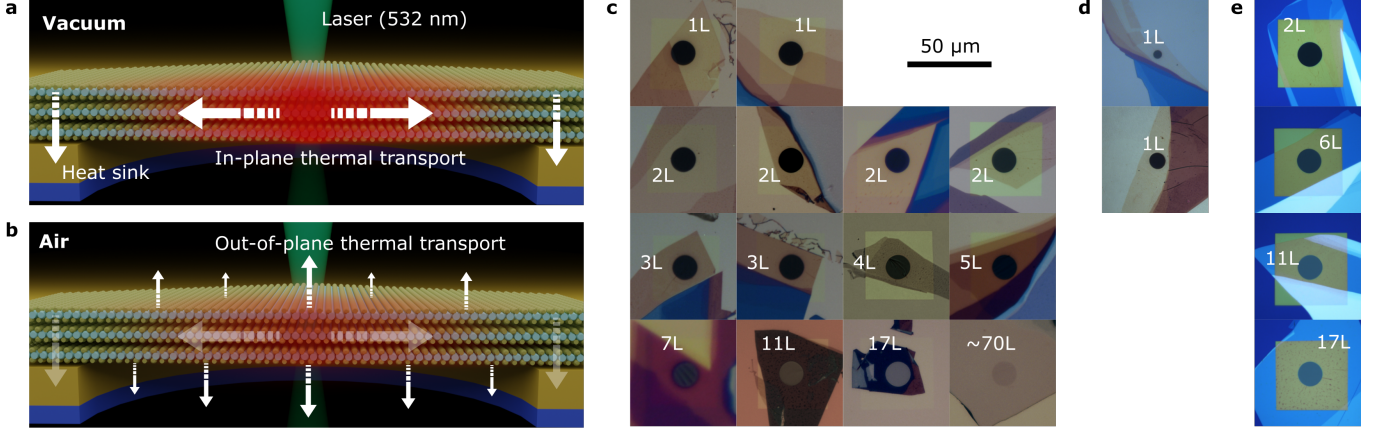 a
Vacuum
Laser (532 nm)
In-plane thermal transport
Heat sink
b
Air
Out-of-plane thermal transport
c
1L
1L
50 µm
2L
2L
2L
2L
3L
3L
4L
5L
7L
11L
17L
~70L
d
1L
1L
e
2L
6L
11L
17L